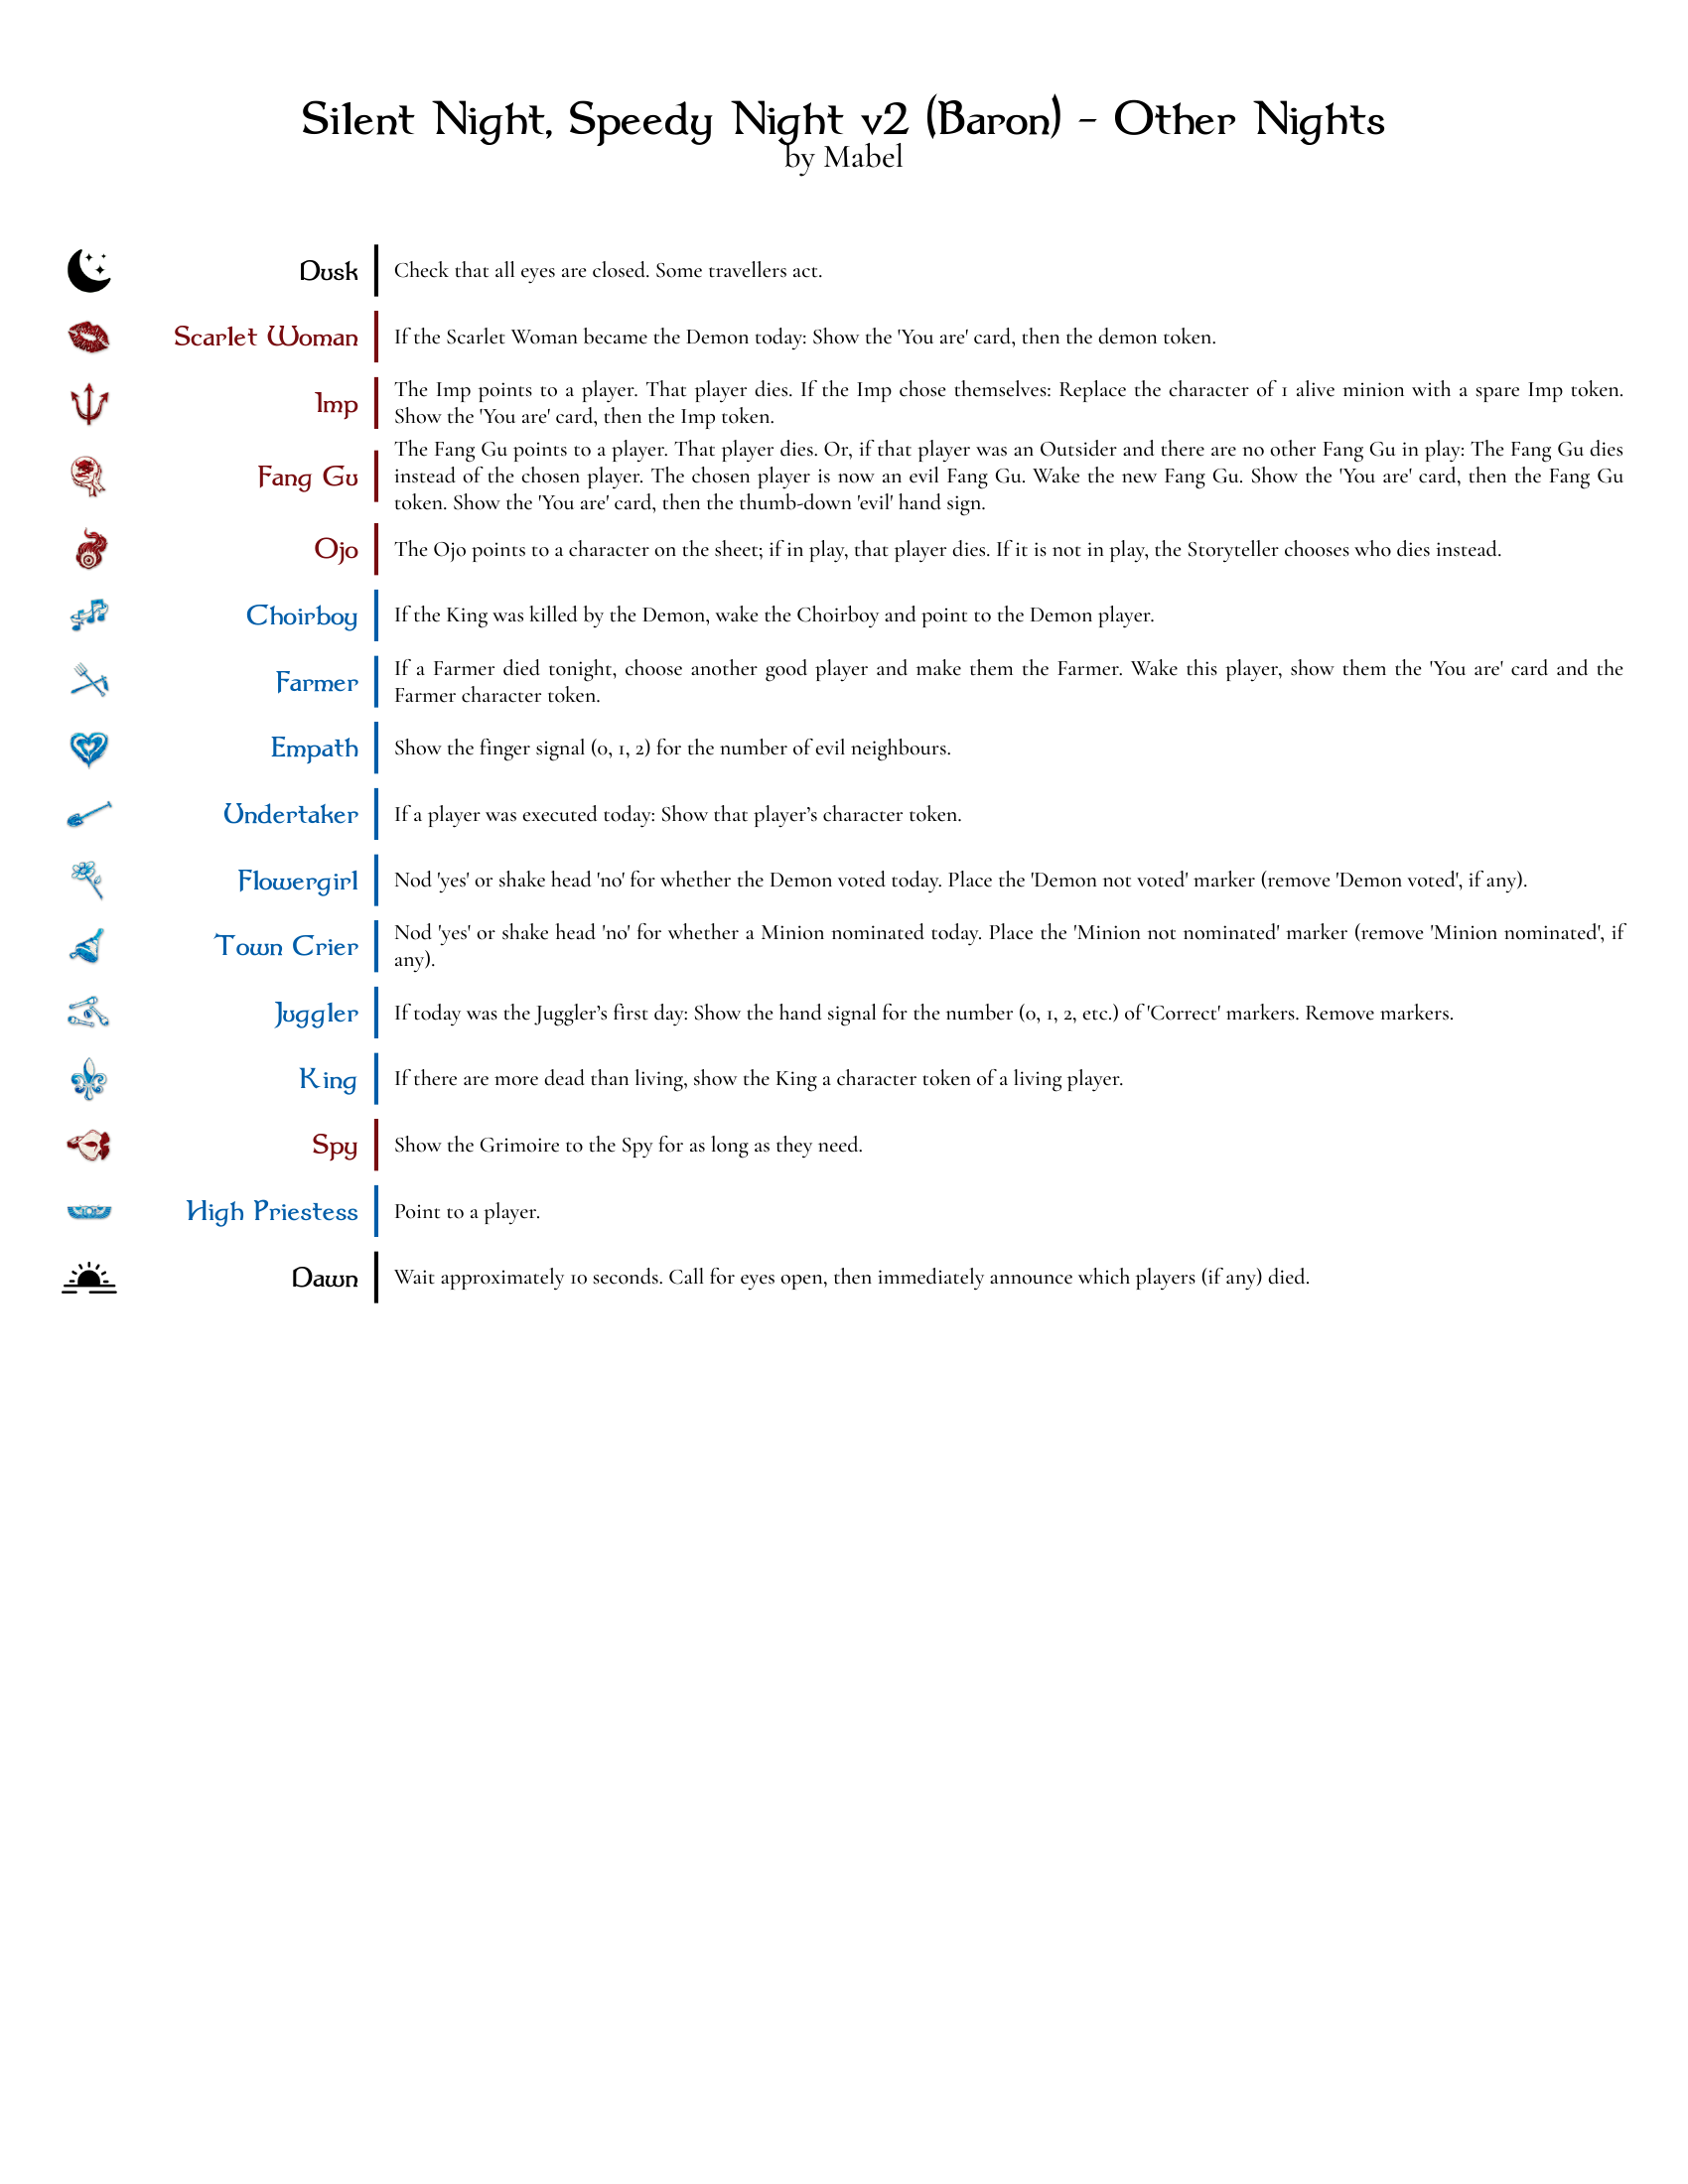 Silent Night, Speedy Night v2 (Baron) - Other Nights
by Mabel
Dusk
Check that all eyes are closed. Some travellers act.
Scarlet Woman
If the Scarlet Woman became the Demon today: Show the 'You are' card, then the demon token.
Imp
The Imp points to a player. That player dies. If the Imp chose themselves: Replace the character of 1 alive minion with a spare Imp token.
Show the 'You are' card, then the Imp token.
Fang Gu
The Fang Gu points to a player. That player dies. Or, if that player was an Outsider and there are no other Fang Gu in play: The Fang Gu dies
instead of the chosen player. The chosen player is now an evil Fang Gu. Wake the new Fang Gu. Show the 'You are' card, then the Fang Gu
token. Show the 'You are' card, then the thumb-down 'evil' hand sign.
Ojo
The Ojo points to a character on the sheet; if in play, that player dies. If it is not in play, the Storyteller chooses who dies instead.
Choirboy
If the King was killed by the Demon, wake the Choirboy and point to the Demon player.
Farmer
If a Farmer died tonight, choose another good player and make them the Farmer. Wake this player, show them the 'You are' card and the
Farmer character token.
Empath
Show the finger signal (0, 1, 2) for the number of evil neighbours.
Undertaker
If a player was executed today: Show that player’s character token.
Flowergirl
Nod 'yes' or shake head 'no' for whether the Demon voted today. Place the 'Demon not voted' marker (remove 'Demon voted', if any).
Town Crier
Nod 'yes' or shake head 'no' for whether a Minion nominated today. Place the 'Minion not nominated' marker (remove 'Minion nominated', if
any).
Juggler
If today was the Juggler’s first day: Show the hand signal for the number (0, 1, 2, etc.) of 'Correct' markers. Remove markers.
King
If there are more dead than living, show the King a character token of a living player.
Spy
Show the Grimoire to the Spy for as long as they need.
High Priestess
Point to a player.
Dawn
Wait approximately 10 seconds. Call for eyes open, then immediately announce which players (if any) died.